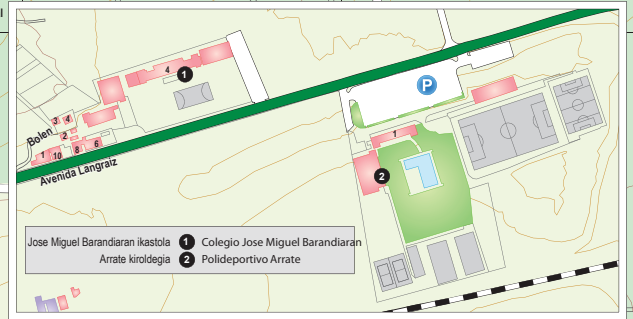 l
4
1
P
3 4
Bolen
2
1 10 8 6
Avenida Langraiz
1
2
Jose Miguel Barandiaran ikastola 1 Colegio Jose Miguel Barandiaran
Arrate kiroldegia 2 Polideportivo Arrate